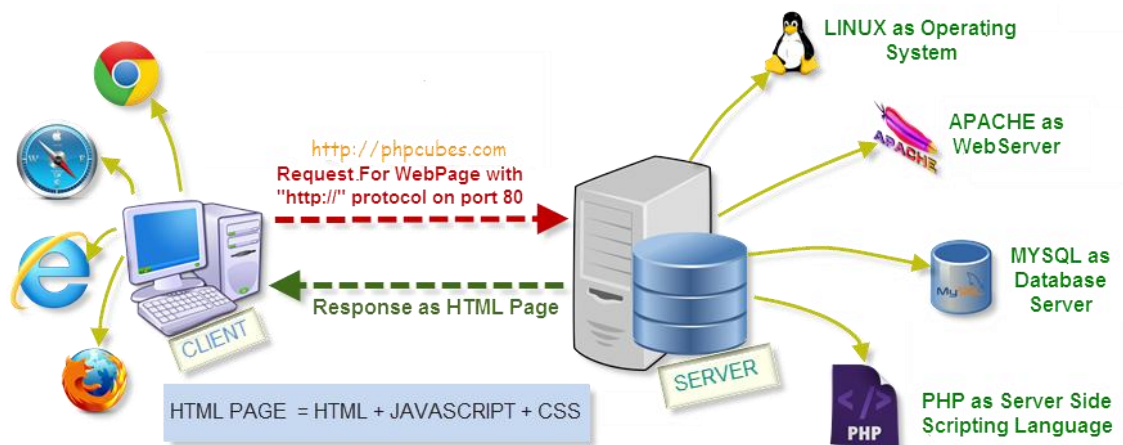 LINUX as Operating
System
http://phpcubes.com
Request.For WebPage with
"http://" protocol on port 80
APACHE
APACHE as
WebServer
MYSQL as
Database
Server
MySQL
Response as HTML Page
CLIENT
SERVER
HTML PAGE = HTML + JAVASCRIPT + CSS
</>
PHP
PHP as Server Side
Scripting Language